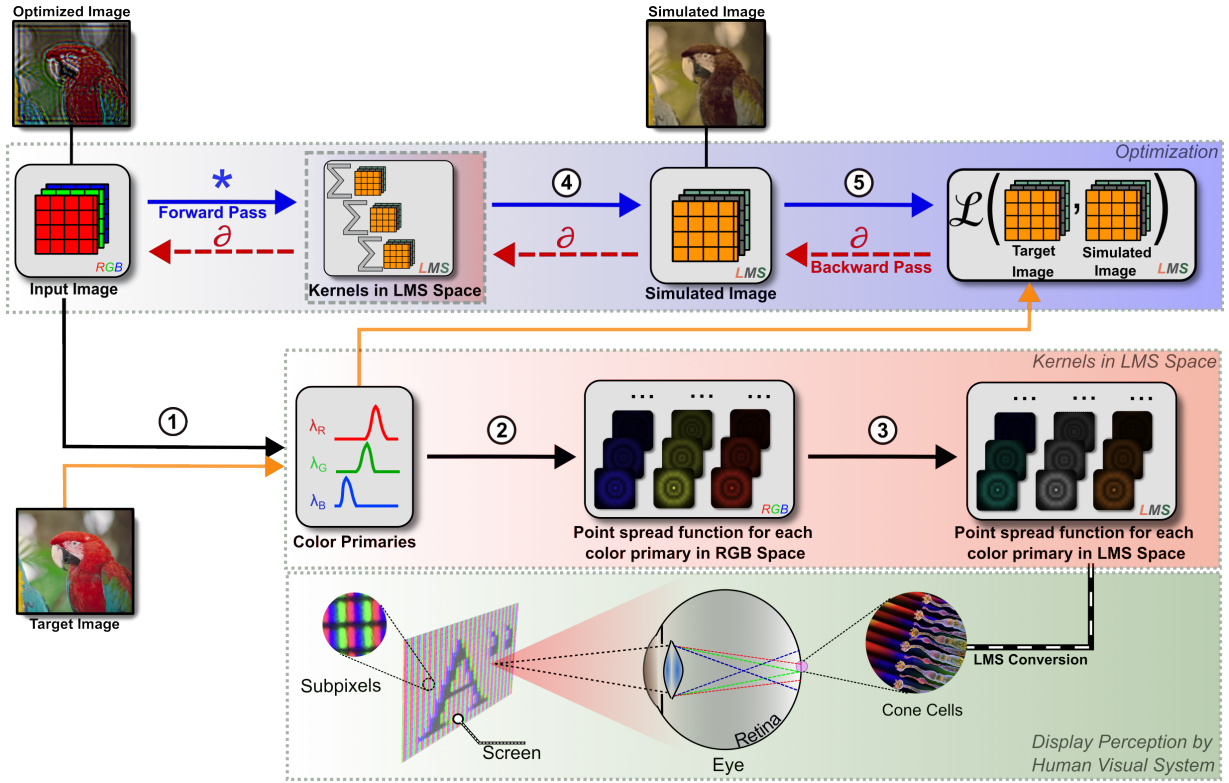 Optimized Image
Simulated Image
Optimization
*
Forward Pass
∂
RGB
Input Image
Σ
Σ
Σ
LMS
Kernels in LMS Space
4
∂
LMS
Simulated Image
5
∂
Backward Pass
ℒ( , )
Target Image
Simulated Image
LMS
Kernels in LMS Space
1
λR
λG
λB
Color Primaries
2
... ... ...
RGB
Point spread function for each
color primary in RGB Space
3
... ... ...
LMS
Point spread function for each
color primary in LMS Space
Target Image
Subpixels
A
Screen
Retina
Eye
Cone Cells
LMS Conversion
Display Perception by
Human Visual System